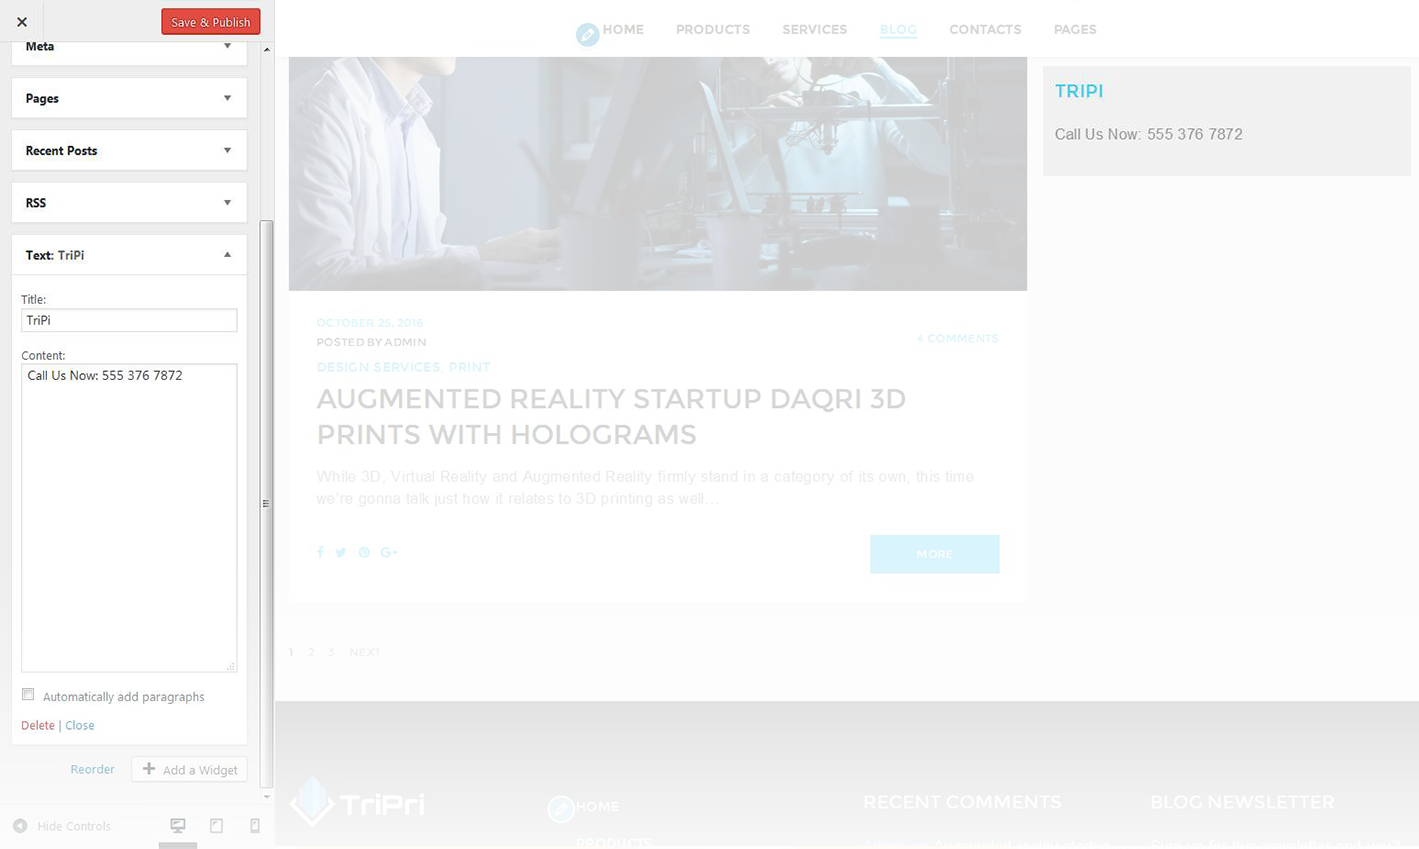 Save & Publish
Meta
Pages
Recent Posts
RSS
Text: TriPi
Title:
TriPi
Content:
Call Us Now: 555 376 7872
Automatically add paragraphs
Delete | Close
Reorder
Add a Widget
Hide Controls
HOME PRODUCTS SERVICES BLOG CONTACTS PAGES
TRIPI
Call Us Now: 555 376 7872
OCTOBER 25, 2016
POSTED BY ADMIN
4 COMMENTS
DESIGN SERVICES, PRINT
AUGMENTED REALITY STARTUP DAQRI 3D
PRINTS WITH HOLOGRAMS
While 3D, Virtual Reality and Augmented Reality firmly stand in a category of its own, this time
we're gonna talk just how it relates to 3D printing as well...
MORE
1 2 3 NEXT
TriPri
HOME
PRODUCTS
RECENT COMMENTS
BLOG NEWSLETTER